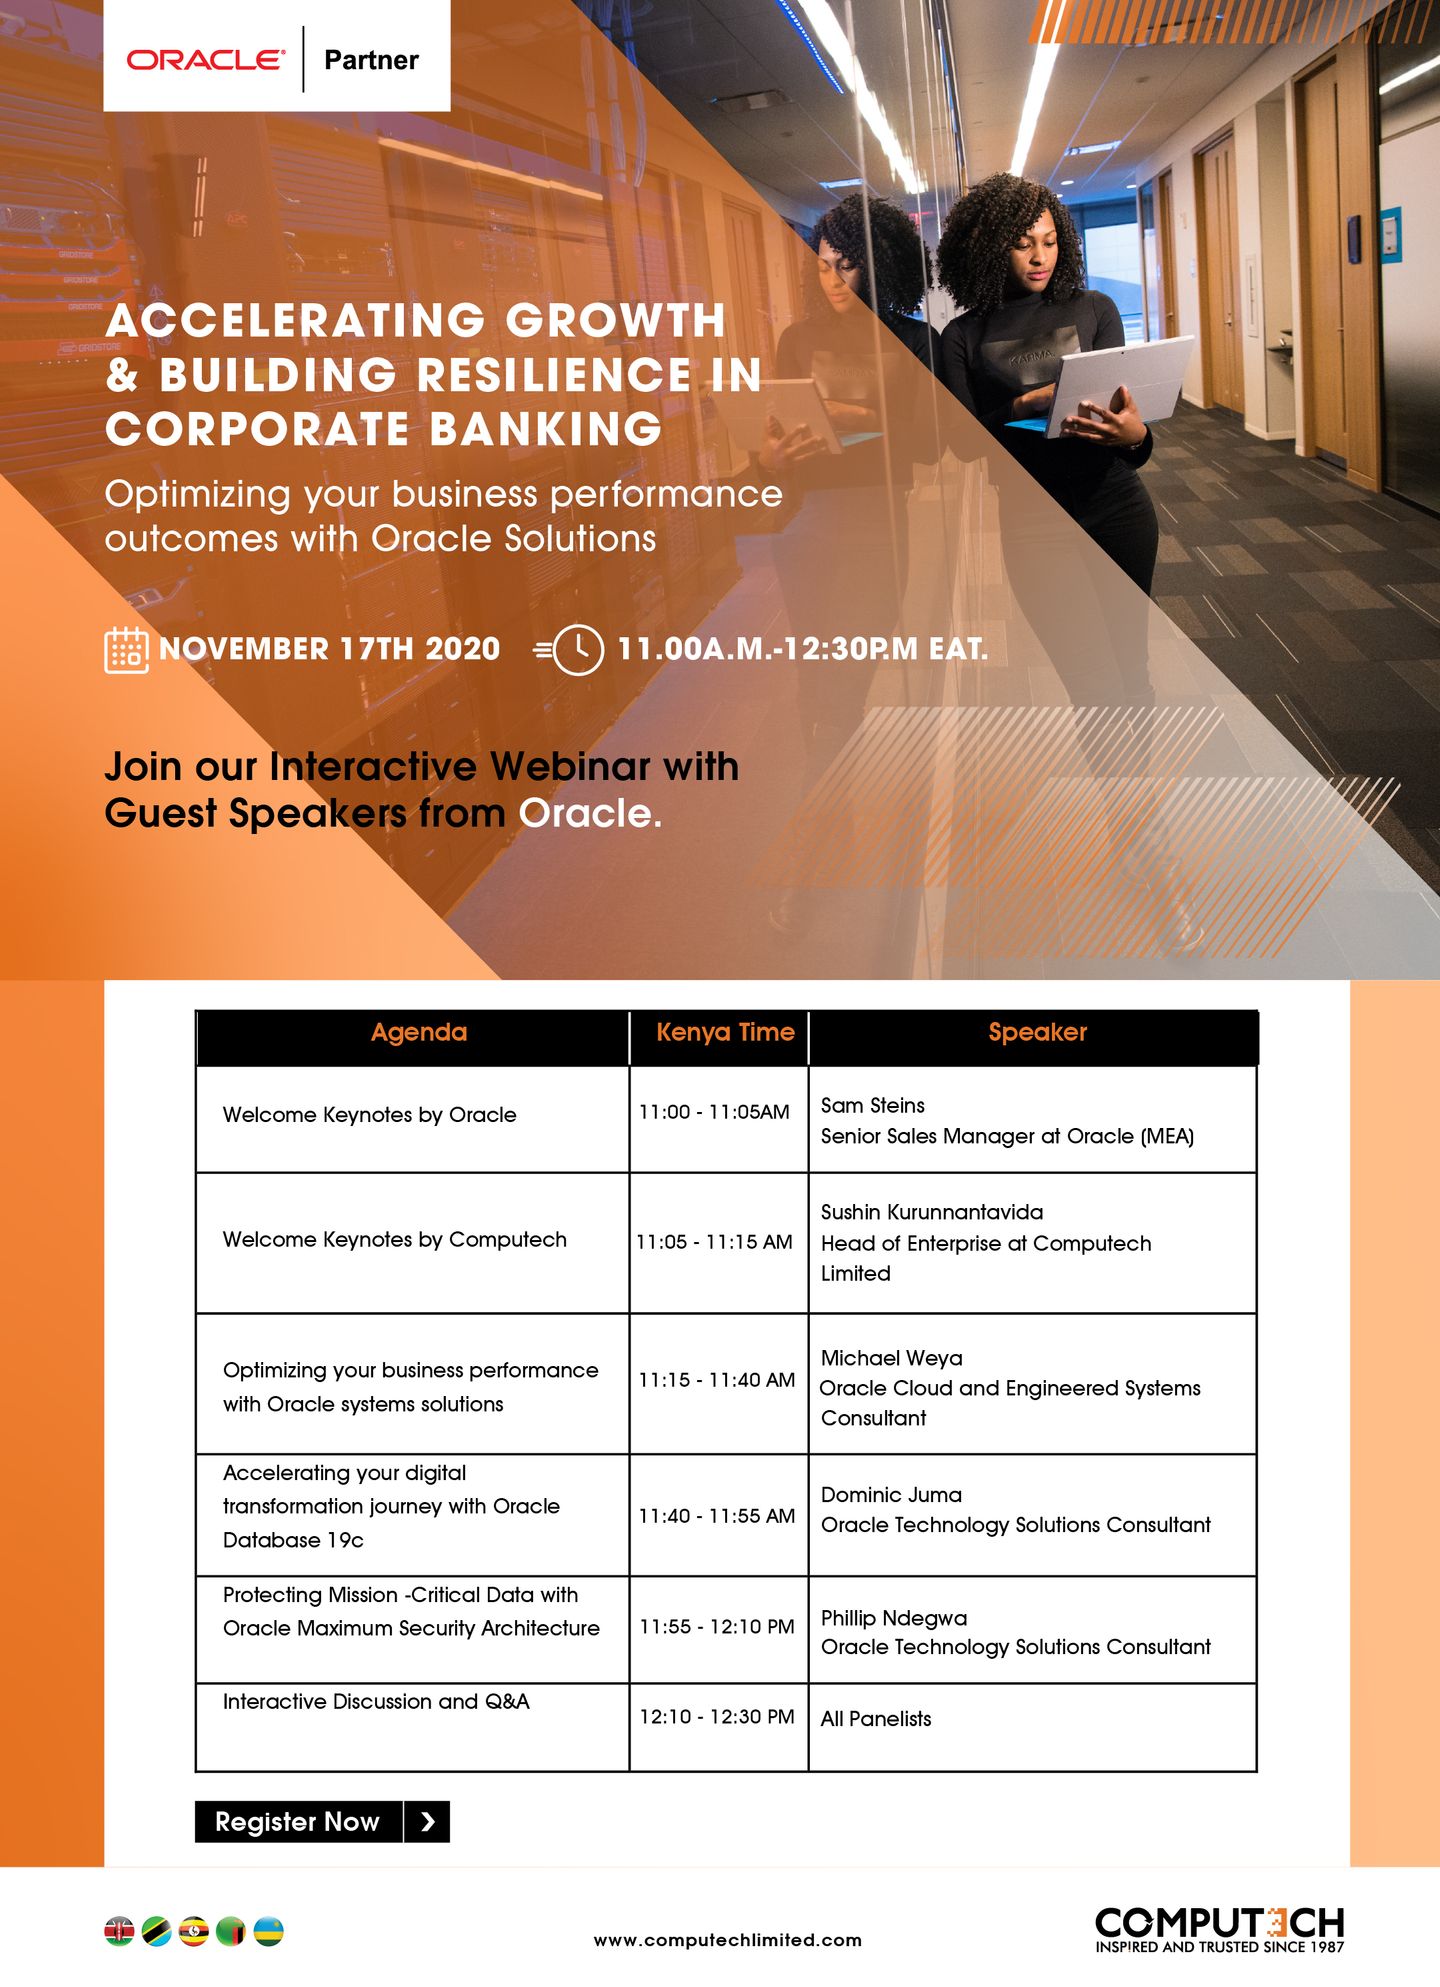 ORACLE® Partner
APC
GRIDSTORE
GRIDSTORE
GRIDSTORE
GRIDSTORE
KARMA
ACCELERATING GROWTH
& BUILDING RESILIENCE IN
CORPORATE BANKING
Optimizing your business performance
outcomes with Oracle Solutions
NOVEMBER 17TH 2020 11.00A.M.-12:30P.M EAT.
Join our Interactive Webinar with
Guest Speakers from Oracle.
Agenda Kenya Time Speaker
Welcome Keynotes by Oracle
11:00 - 11:05AM
Sam Steins
Senior Sales Manager at Oracle (MEA)
Welcome Keynotes by Computech
11:05 - 11:15 AM
Sushin Kurunnantavida
Head of Enterprise at Computech
Limited
Optimizing your business performance
with Oracle systems solutions
11:15 - 11:40 AM
Michael Weya
Oracle Cloud and Engineered Systems
Consultant
Accelerating your digital
transformation journey with Oracle
Database 19c
11:40 - 11:55 AM
Dominic Juma
Oracle Technology Solutions Consultant
Protecting Mission -Critical Data with
Oracle Maximum Security Architecture
11:55 - 12:10 PM
Phillip Ndegwa
Oracle Technology Solutions Consultant
Interactive Discussion and Q&A
12:10 - 12:30 PM
All Panelists
Register Now
www.computechlimited.com
COMPUTECH
INSPIRED AND TRUSTED SINCE 1987